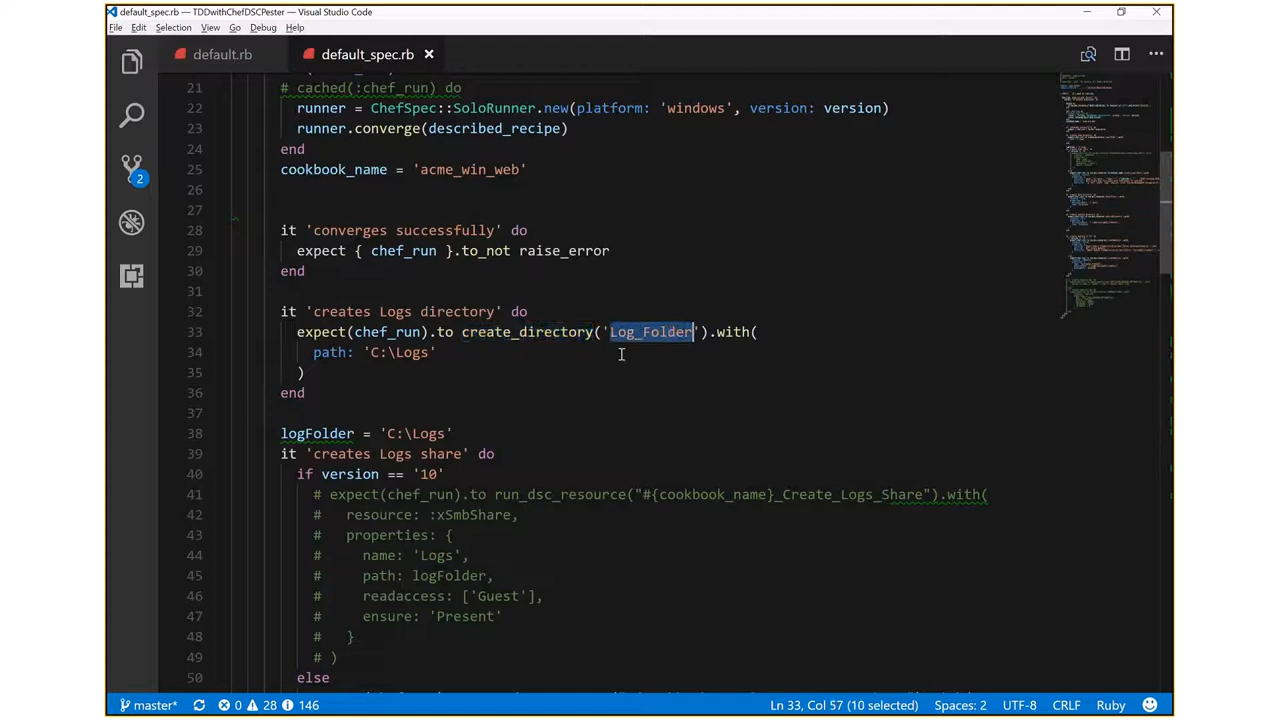 default_spec.rb — TDDwithChefDSCPester — Visual Studio Code
File Edit Selection View Go Debug Help
default.rb default_spec.rb
21 # cached(:chef_run) do
22 runner = ChefSpec::SoloRunner.new(platform: 'windows', version: version)
23 runner.converge(described_recipe)
24 end
25 cookbook_name = 'acme_win_web'
26
27
28 it 'converges successfully' do
29 expect { chef_run }.to_not raise_error
30 end
31
32 it 'creates Logs directory' do
33 expect(chef_run).to create_directory('Log_Folder').with(
34 path: 'C:\Logs'
35 )
36 end
37
38 logFolder = 'C:\Logs'
39 it 'creates Logs share' do
40 if version == '10'
41 # expect(chef_run).to run_dsc_resource("#{cookbook_name}_Create_Logs_Share").with(
42 # resource: :xSmbShare,
43 # properties: {
44 # name: 'Logs',
45 # path: logFolder,
46 # readaccess: ['Guest'],
47 # ensure: 'Present'
48 # }
49 # )
50 else
2
master* 0 28 146 Ln 33, Col 57 (10 selected) Spaces: 2 UTF-8 CRLF Ruby